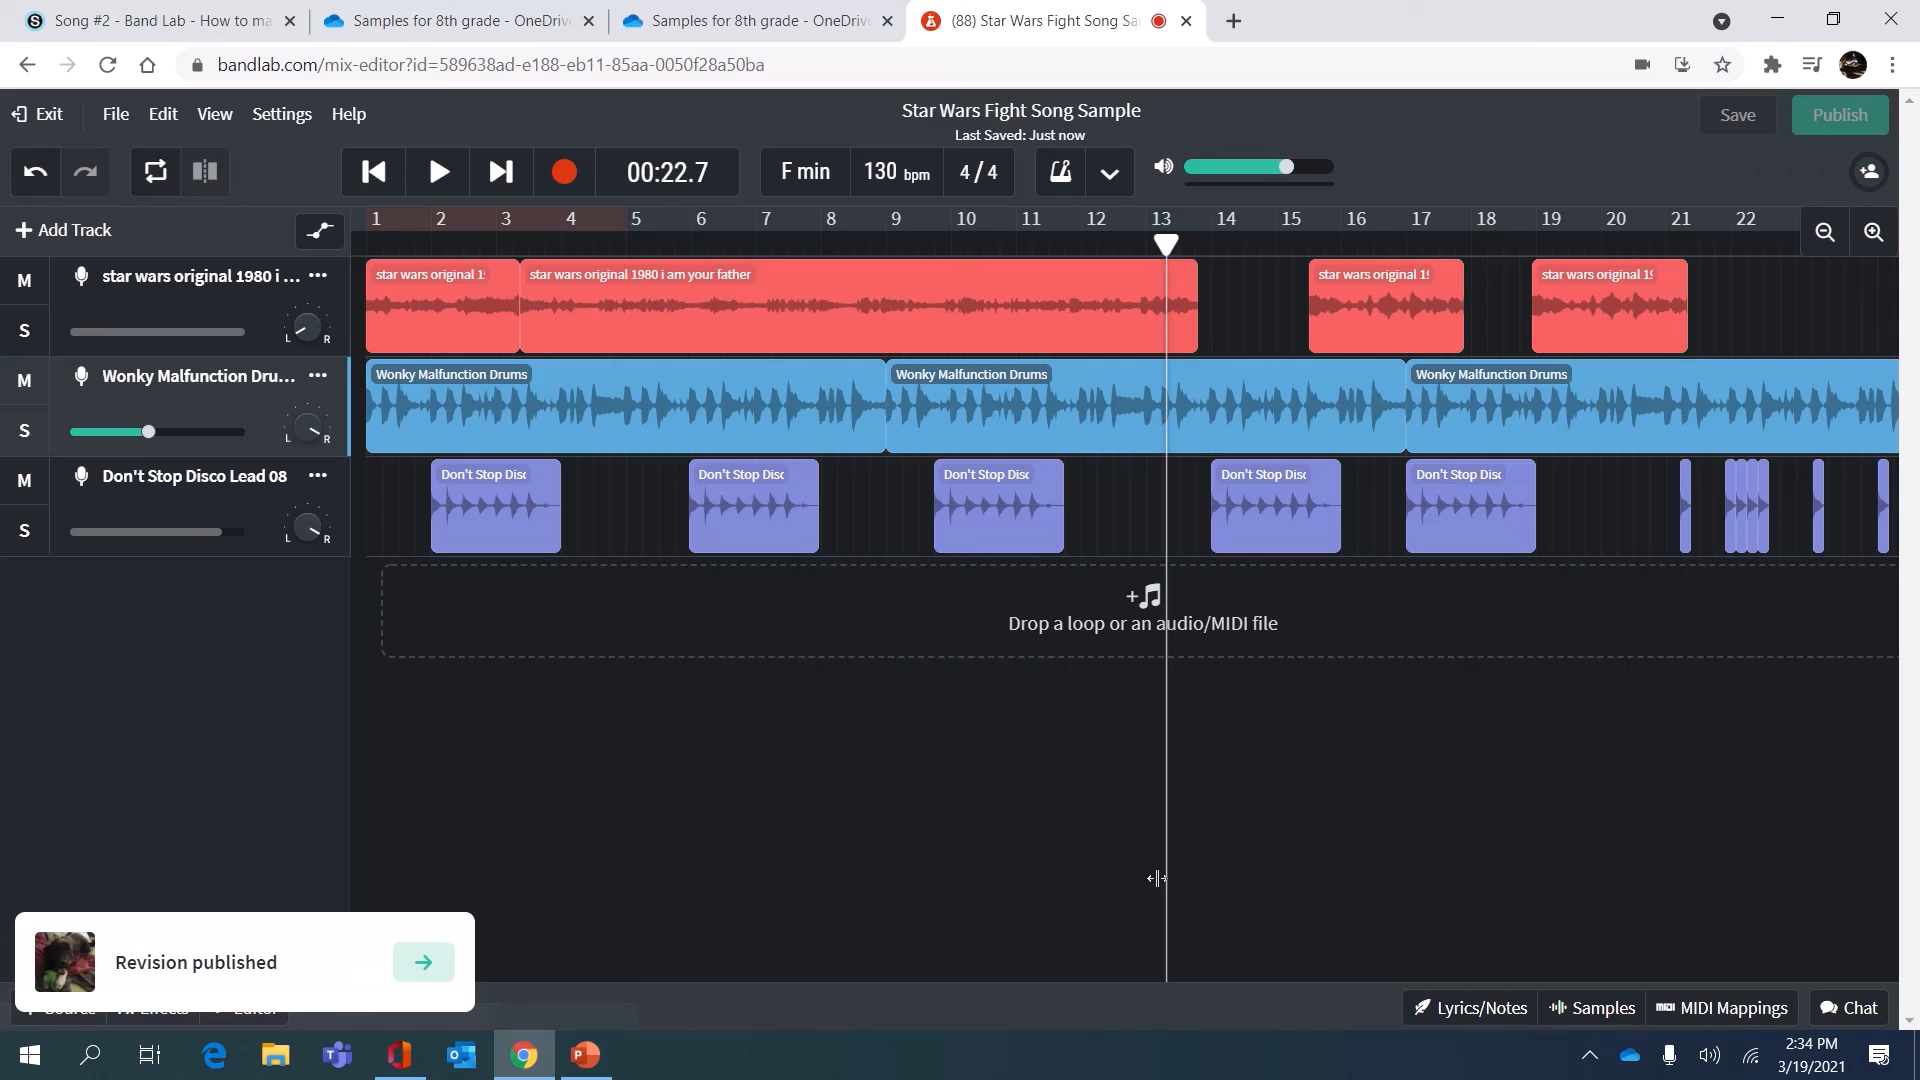 Song #2 - Band Lab - How to ma
Samples for 8th grade - OneDriv
Samples for 8th grade - OneDrive
(88) Star Wars Fight Song Sa
bandlab.com/mix-editor?id=589638ad-e188-eb11-85aa-0050f28a50ba
Exit File Edit View Settings Help
Star Wars Fight Song Sample
Last Saved: Just now
Save Publish
00:22.7 F min 130 bpm 4 / 4
+ Add Track
1 2 3 4 5 6 7 8 9 10 11 12 13 14 15 16 17 18 19 20 21 22
M star wars original 1980 i ...
S L R
star wars original 1
star wars original 1980 i am your father
star wars original 19
star wars original 19
M Wonky Malfunction Dru...
S L R
Wonky Malfunction Drums
Wonky Malfunction Drums
Wonky Malfunction Drums
M Don't Stop Disco Lead 08
S L R
Don't Stop Disc
Don't Stop Disc
Don't Stop Disc
Don't Stop Disc
Don't Stop Disc
Drop a loop or an audio/MIDI file
Revision published
Lyrics/Notes Samples MIDI Mappings Chat
2:34 PM
3/19/2021